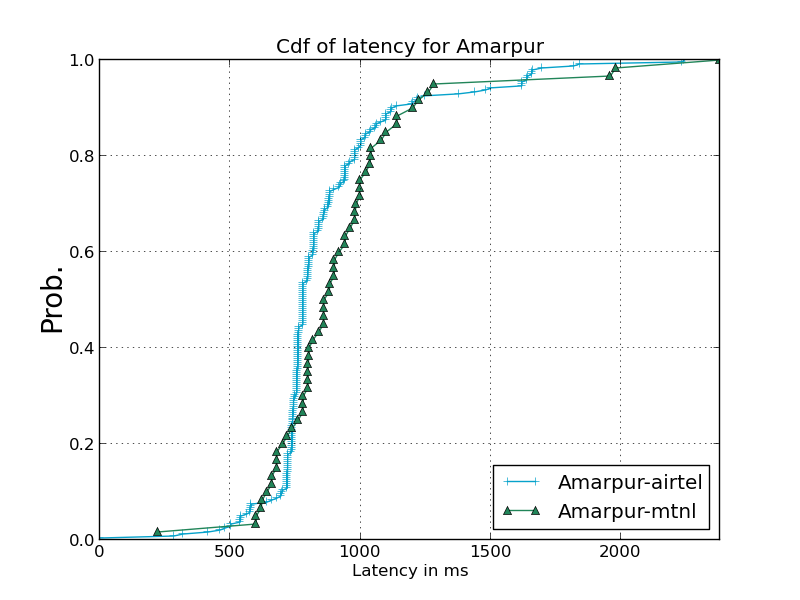 Cdf of latency for Amarpur
1.0
0.8
0.6
0.4
0.2
0.0
Prob.
0 500 1000 1500 2000
Latency in ms
Amarpur-airtel
Amarpur-mtnl